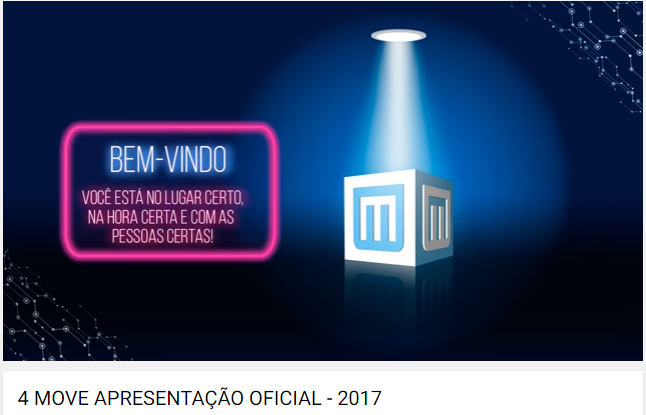 BEM-VINDO
VOCÊ ESTÁ NO LUGAR CERTO,
NA HORA CERTA E COM AS
PESSOAS CERTAS!
m m
4 MOVE APRESENTAÇÃO OFICIAL - 2017